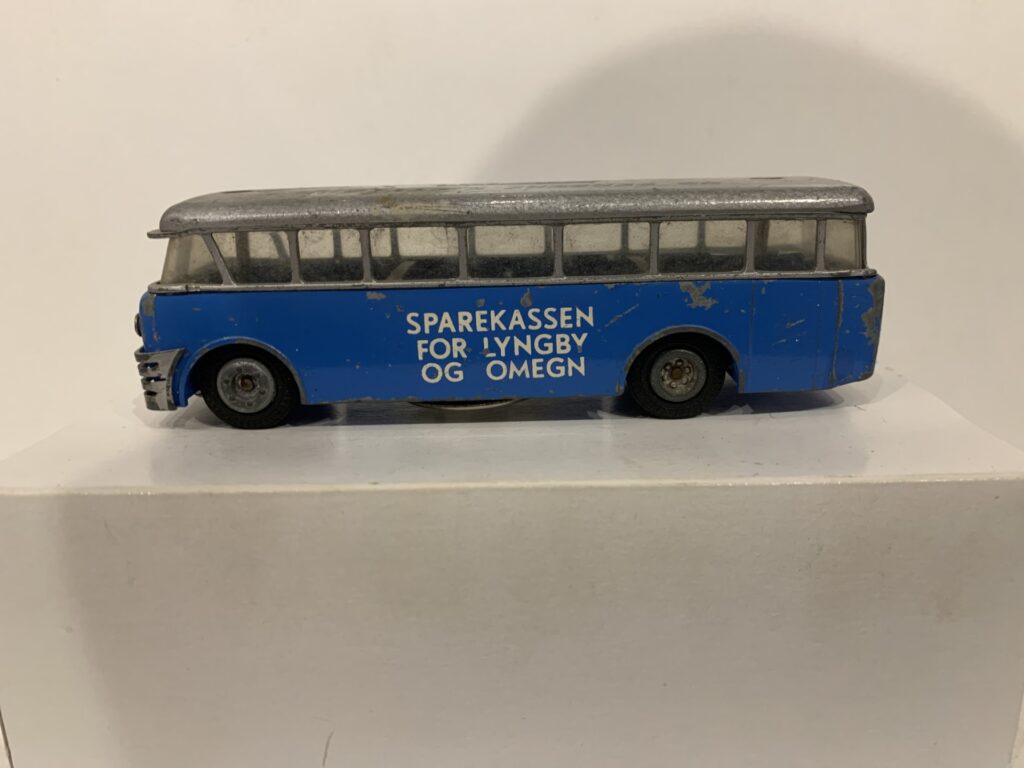 SPAREKASSEN
FOR LYNGBY
OG OMEGN